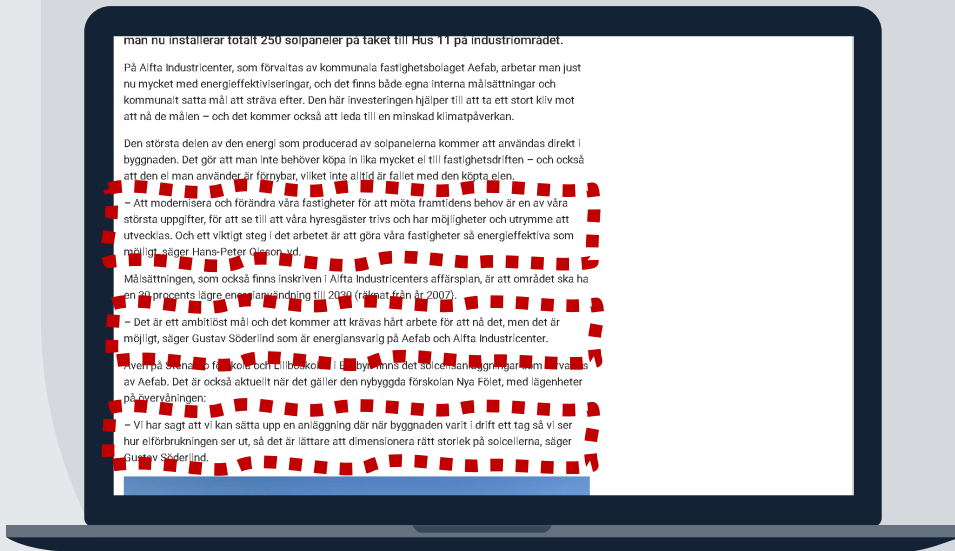 man nu installerar totalt 250 solpaneler på taket till Hus 11 på industriområdet.
På Alfta Industricenter, som förvaltas av kommunala fastighetsbolaget Aefab, arbetar man just
nu mycket med energieffektiviseringar, och det finns både egna interna målsättningar och
kommunalt satta mål att sträva efter. Den här investeringen hjälper till att ta ett stort kliv mot
att nå de målen – och det kommer också att leda till en minskad klimatpåverkan.
Den största delen av den energi som producerad av solpanelerna kommer att användas direkt i
byggnaden. Det gör att man inte behöver köpa in lika mycket el till fastighetsdriften – och också
att den el man använder är förnybar, vilket inte alltid är fallet med den köpta elen.
– Att modernisera och förändra våra fastigheter för att möta framtidens behov är en av våra
största uppgifter, för att se till att våra hyresgäster trivs och har möjligheter och utrymme att
utvecklas. Och ett viktigt steg i det arbetet är att göra våra fastigheter så energieffektiva som
möjligt, säger Hans-Peter Olsson, vd.
Målsättningen, som också finns inskriven i Alfta Industricenters affärsplan, är att området ska ha
en 30 procents lägre energianvändning till 2030 (räknat från år 2007).
– Det är ett ambitiöst mål och det kommer att krävas hårt arbete för att nå det, men det är
möjligt, säger Gustav Söderlind som är energiansvarig på Aefab och Alfta Industricenter.
Även på förskola och i finns det solcellsanläggningar som
av Aefab. Det är också aktuellt när det gäller den nybyggda förskolan Nya Fölet, med lägenheter
på övervåningen:
– Vi har sagt att vi kan sätta upp en anläggning där när byggnaden varit i drift ett tag så vi ser
hur elförbrukningen ser ut, så det är lättare att dimensionera rätt storlek på solcellerna, säger
Gustav Söderlind.